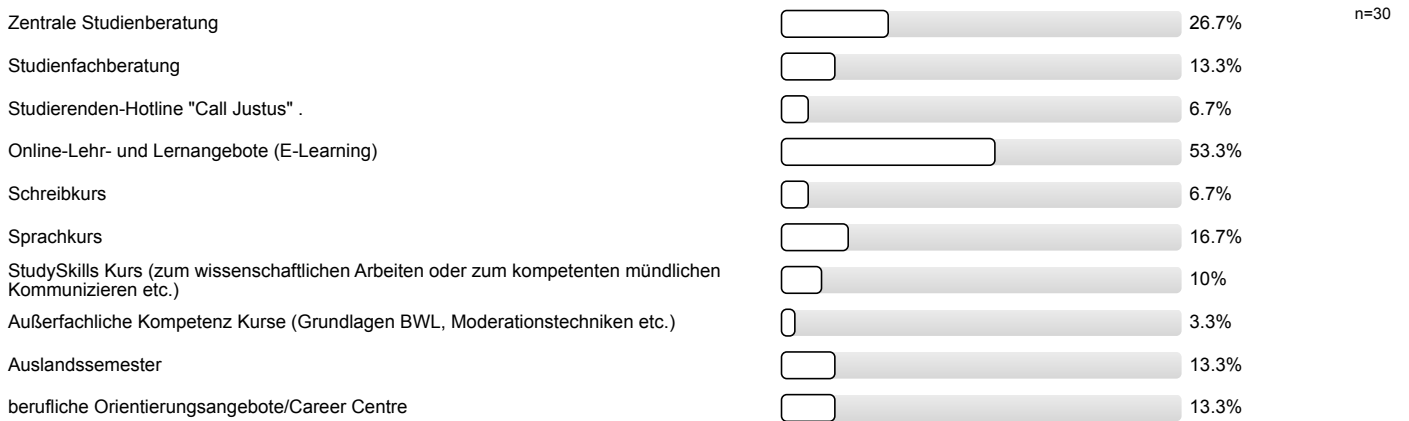 Zentrale Studienberatung 26.7% n=30
Studienfachberatung 13.3%
Studierenden-Hotline "Call Justus" . 6.7%
Online-Lehr- und Lernangebote (E-Learning) 53.3%
Schreibkurs 6.7%
Sprachkurs 16.7%
StudySkills Kurs (zum wissenschaftlichen Arbeiten oder zum kompetenten mündlichen
Kommunizieren etc.) 10%
Außerfachliche Kompetenz Kurse (Grundlagen BWL, Moderationstechniken etc.) 3.3%
Auslandssemester 13.3%
berufliche Orientierungsangebote/Career Centre 13.3%